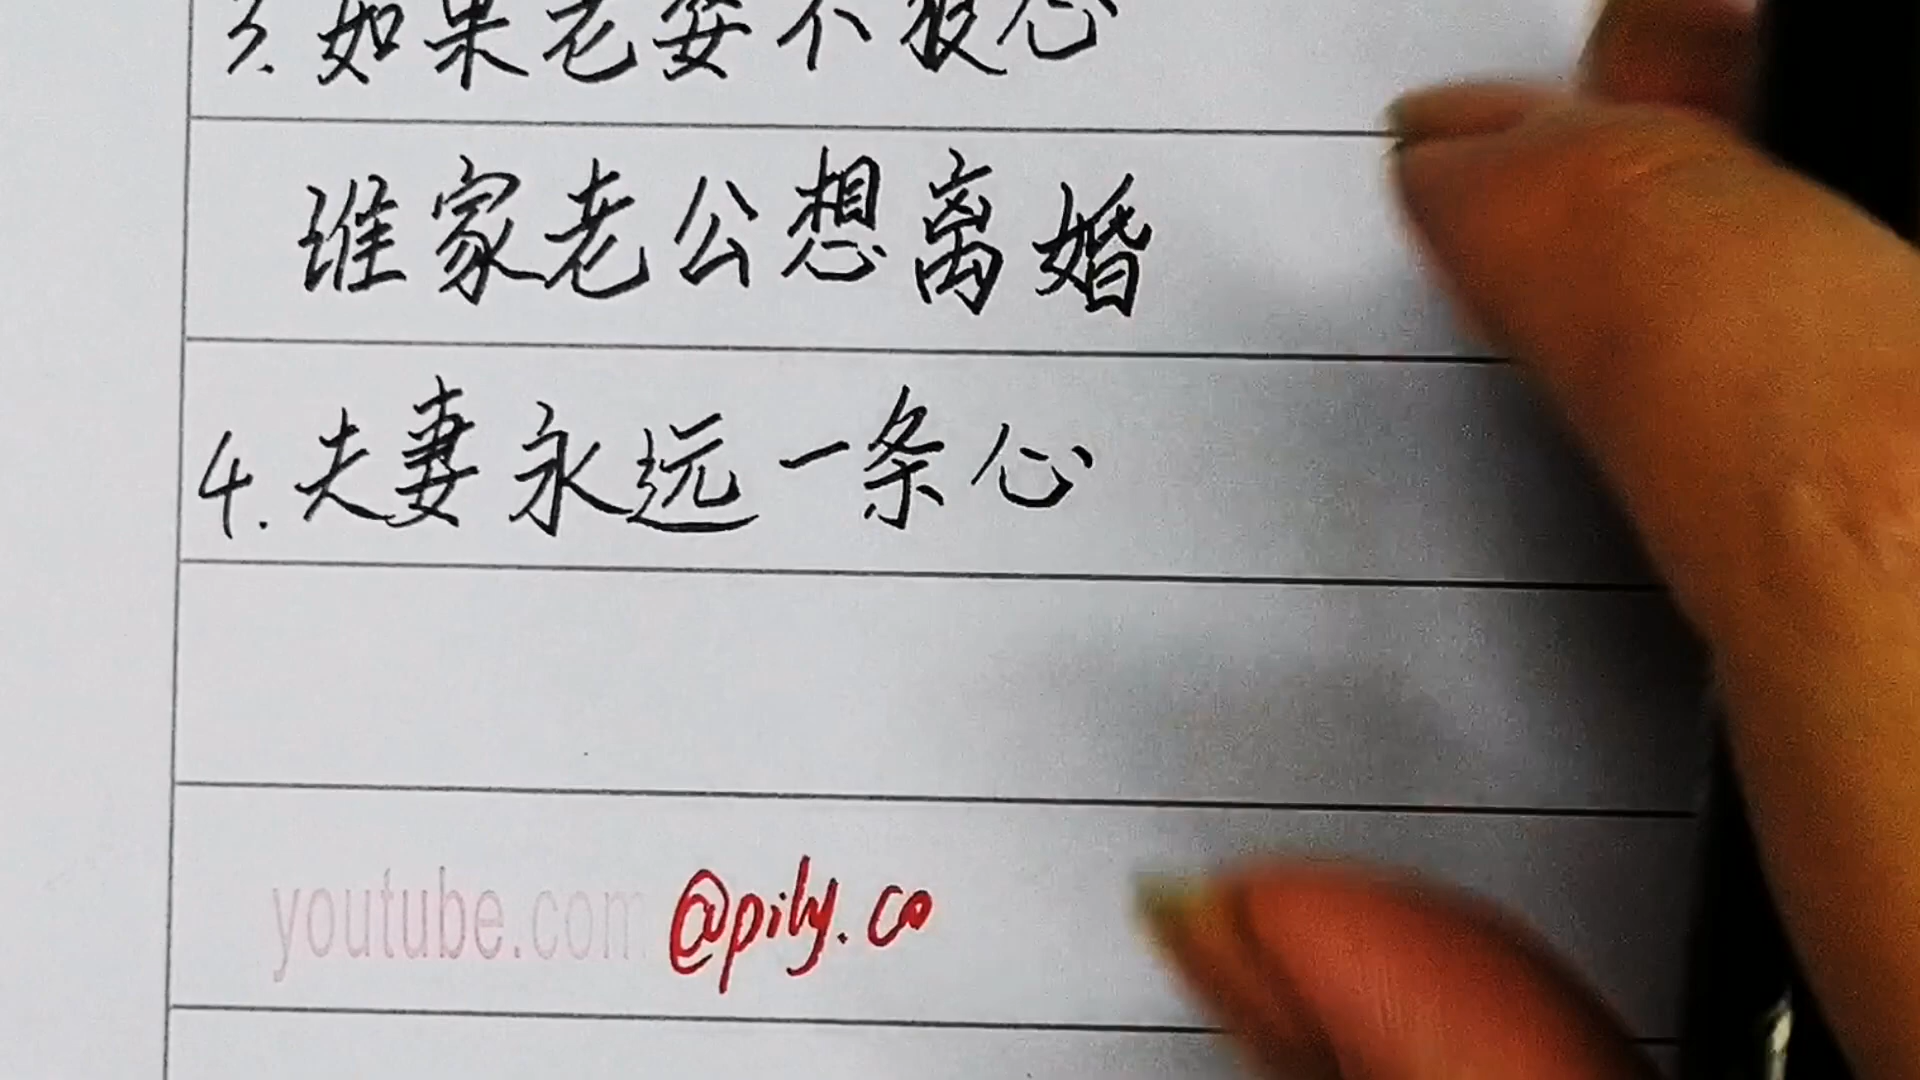 3. 如果老婆不狠心
谁家老公想离婚
4. 夫妻永远一条心
youtube.com @pily.co